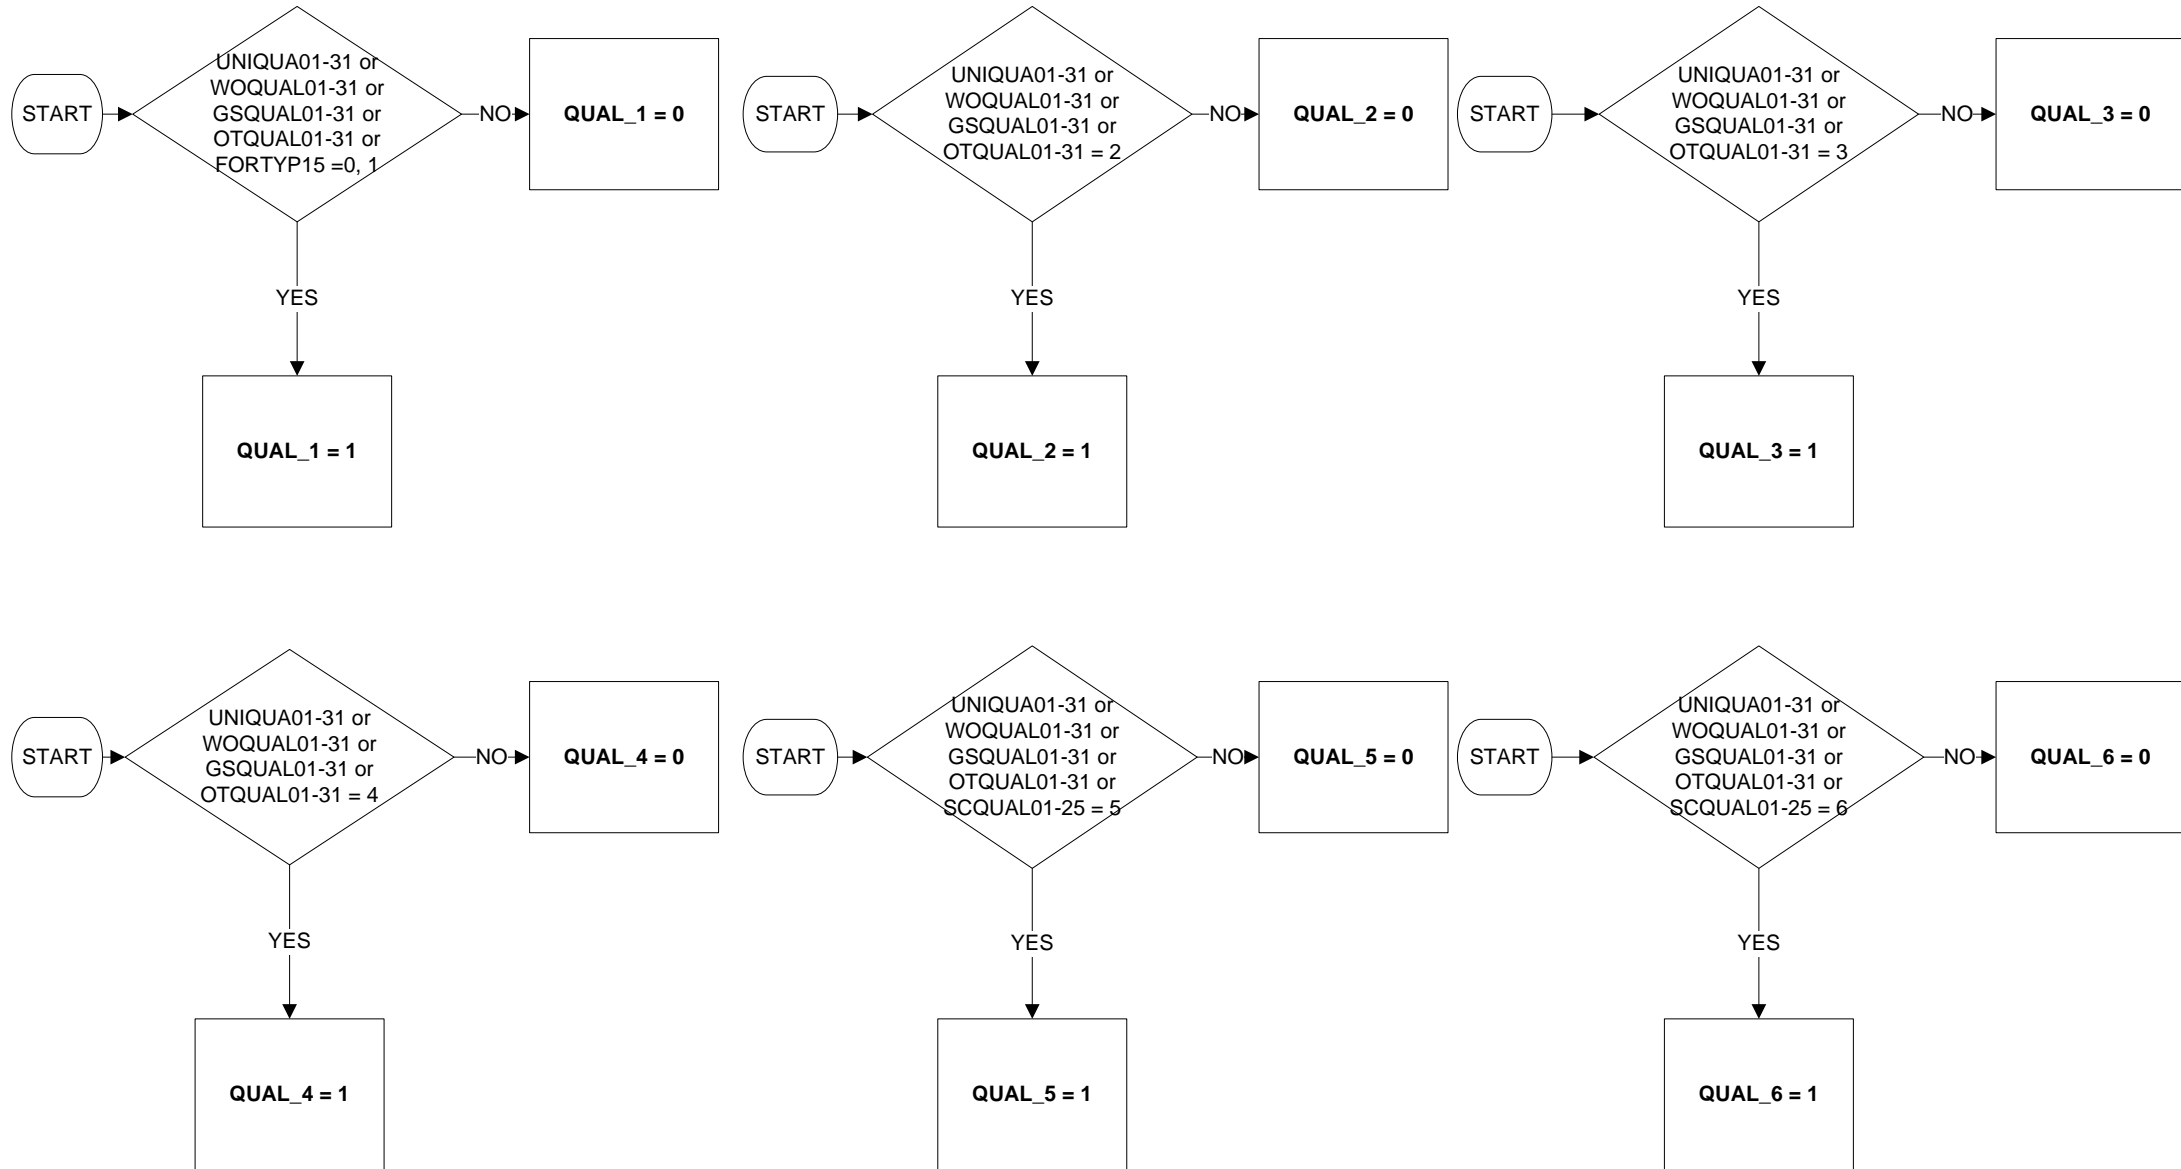 START
UNIQUA01-31 or
WOQUAL01-31 or
GSQUAL01-31 or
OTQUAL01-31 or
FORTYP15 =0, 1
NO
QUAL_1 = 0
YES
QUAL_1 = 1
START
UNIQUA01-31 or
WOQUAL01-31 or
GSQUAL01-31 or
OTQUAL01-31 = 2
NO
QUAL_2 = 0
YES
QUAL_2 = 1
START
UNIQUA01-31 or
WOQUAL01-31 or
GSQUAL01-31 or
OTQUAL01-31 = 3
NO
QUAL_3 = 0
YES
QUAL_3 = 1
START
UNIQUA01-31 or
WOQUAL01-31 or
GSQUAL01-31 or
OTQUAL01-31 = 4
NO
QUAL_4 = 0
YES
QUAL_4 = 1
START
UNIQUA01-31 or
WOQUAL01-31 or
GSQUAL01-31 or
OTQUAL01-31 or
SCQUAL01-25 = 5
NO
QUAL_5 = 0
YES
QUAL_5 = 1
START
UNIQUA01-31 or
WOQUAL01-31 or
GSQUAL01-31 or
OTQUAL01-31 or
SCQUAL01-25 = 6
NO
QUAL_6 = 0
YES
QUAL_6 = 1